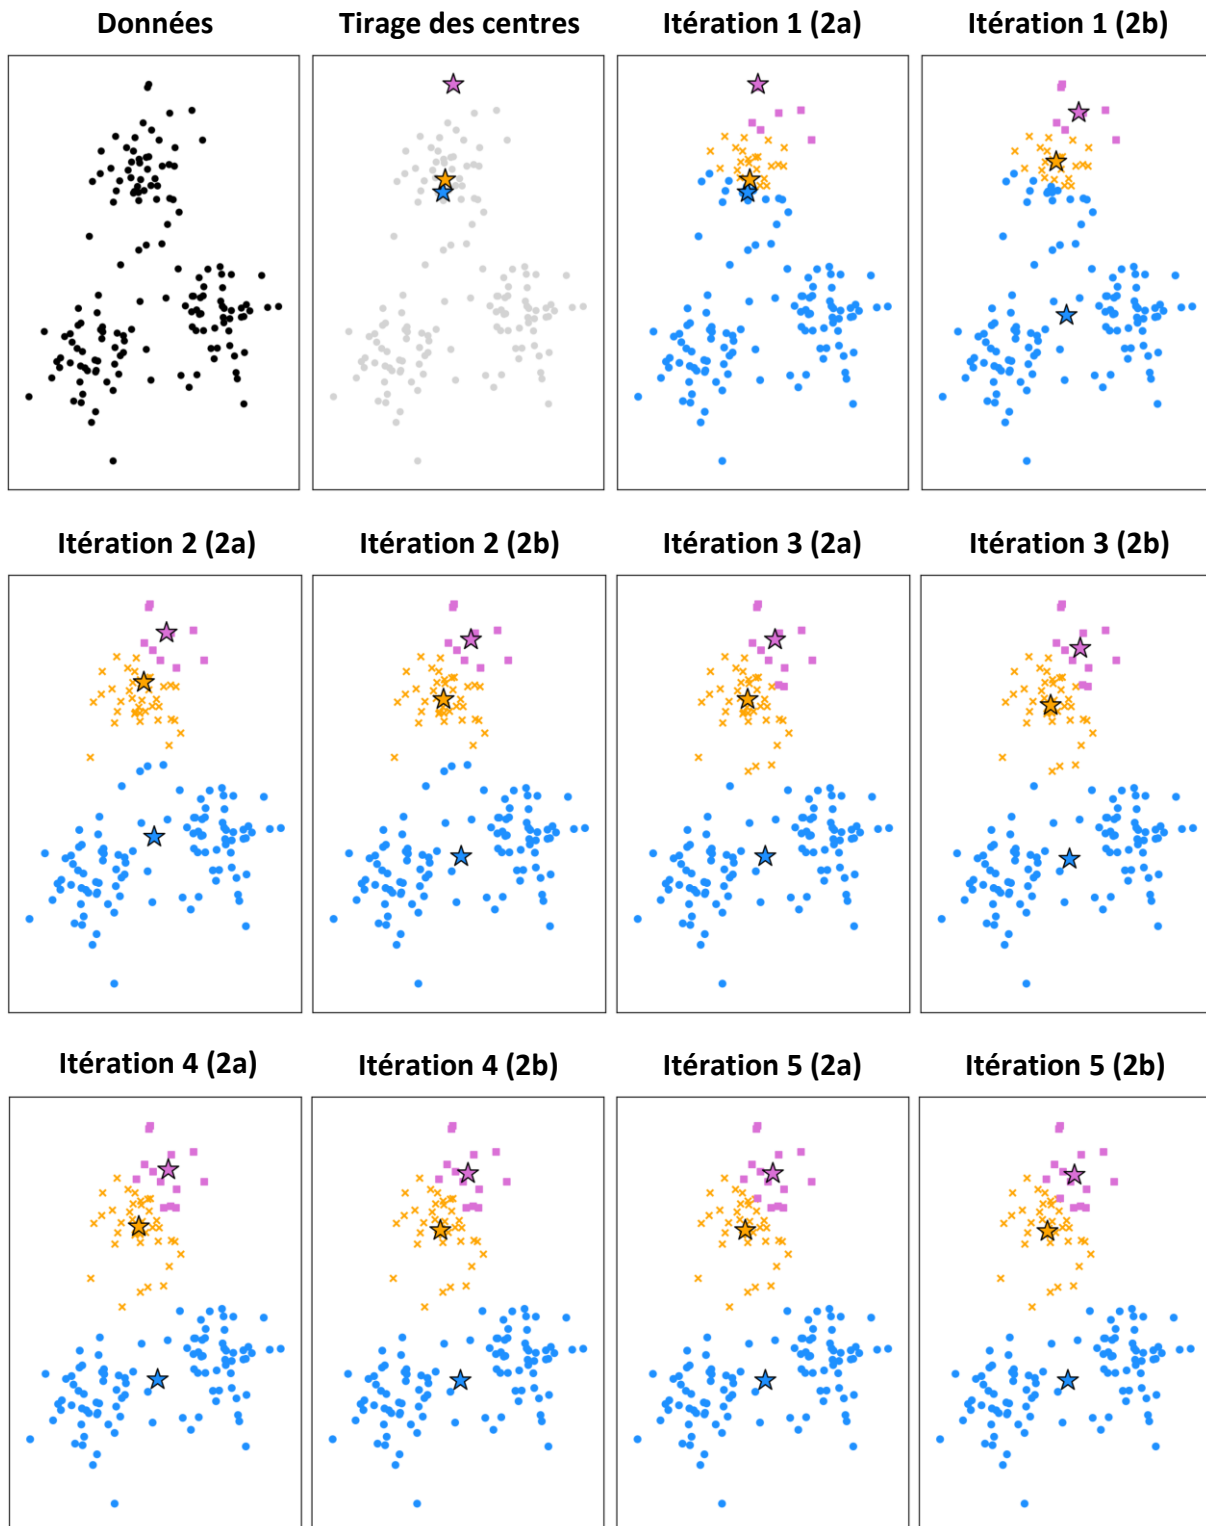 Données
Tirage des centres
Itération 1 (2a)
Itération 1 (2b)
Itération 2 (2a)
Itération 2 (2b)
Itération 3 (2a)
Itération 3 (2b)
Itération 4 (2a)
Itération 4 (2b)
Itération 5 (2a)
Itération 5 (2b)